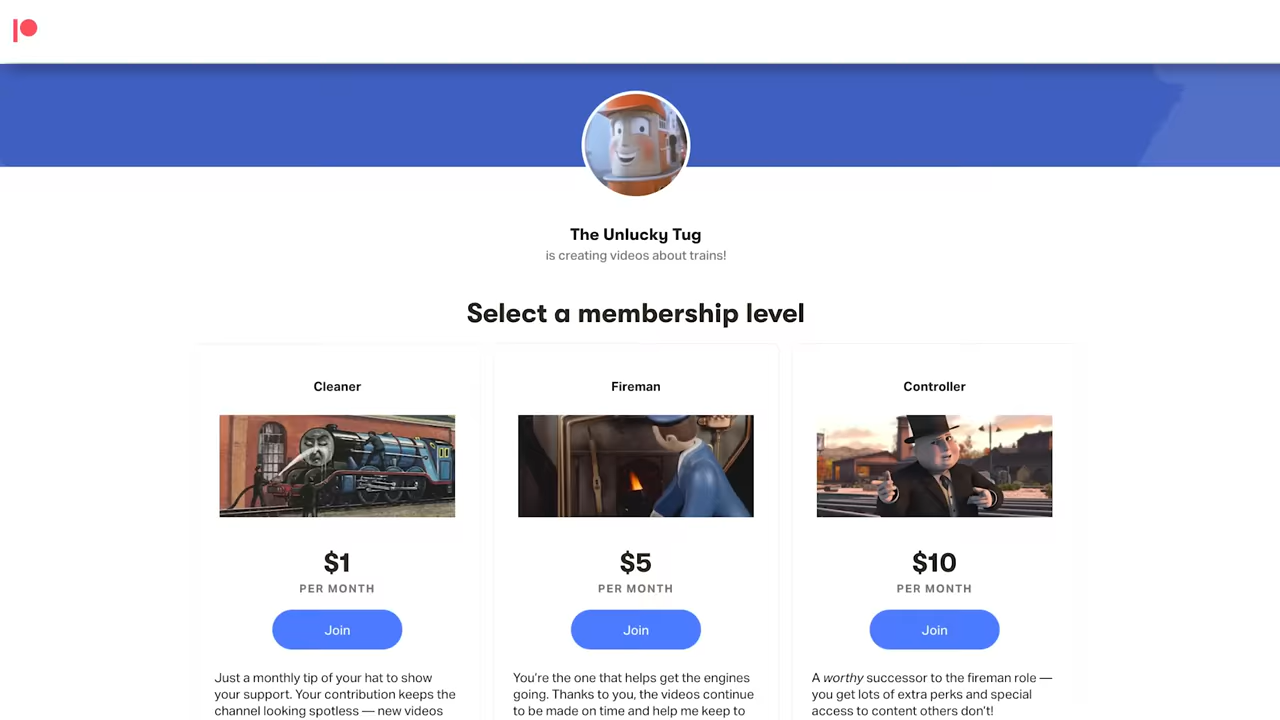 The Unlucky Tug
is creating videos about trains!
Select a membership level
Cleaner
$1
PER MONTH
Join
Just a monthly tip of your hat to show
your support. Your contribution keeps the
channel looking spotless — new videos
Fireman
$5
PER MONTH
Join
You’re the one that helps get the engines
going. Thanks to you, the videos continue
to be made on time and help me keep to
Controller
$10
PER MONTH
Join
A worthy successor to the fireman role —
you get lots of extra perks and special
access to content others don’t!